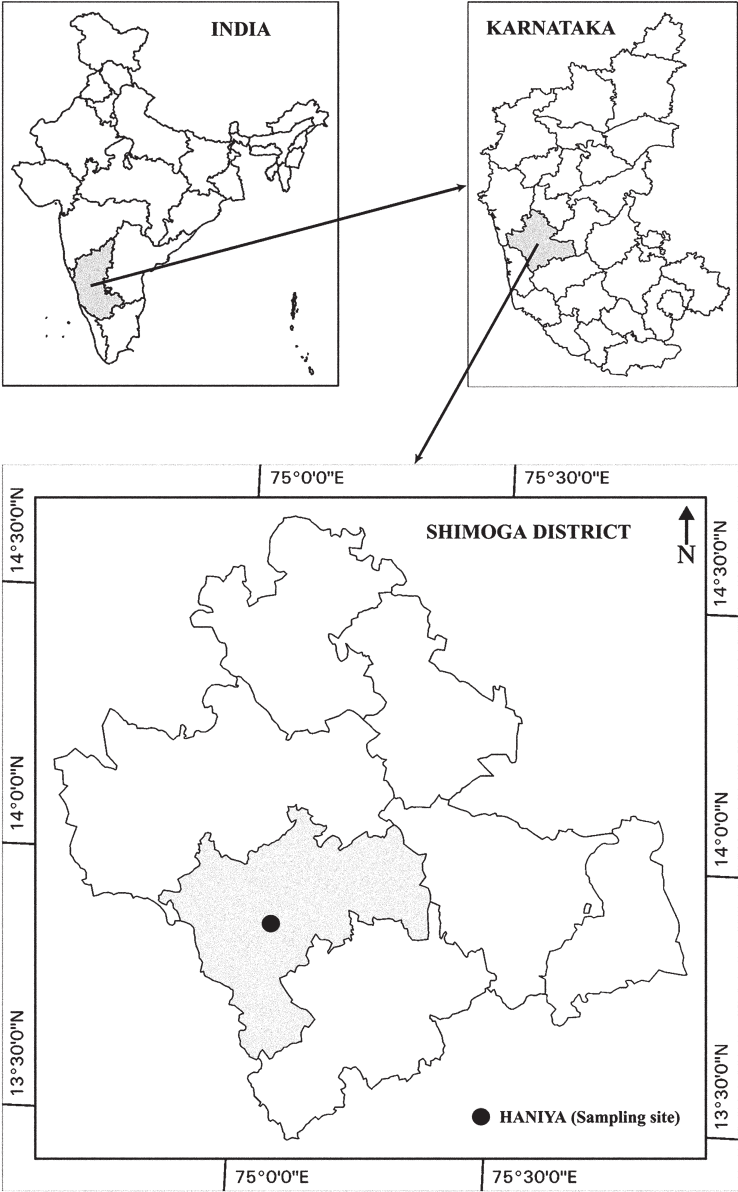 INDIA
KARNATAKA
75°0'0"E
75°30'0"E
14°30'0"N
14°30'0"N
SHIMOGA DISTRICT
N
14°0'0"N
14°0'0"N
13°30'0"N
13°30'0"N
HANIYA (Sampling site)
75°0'0"E
75°30'0"E